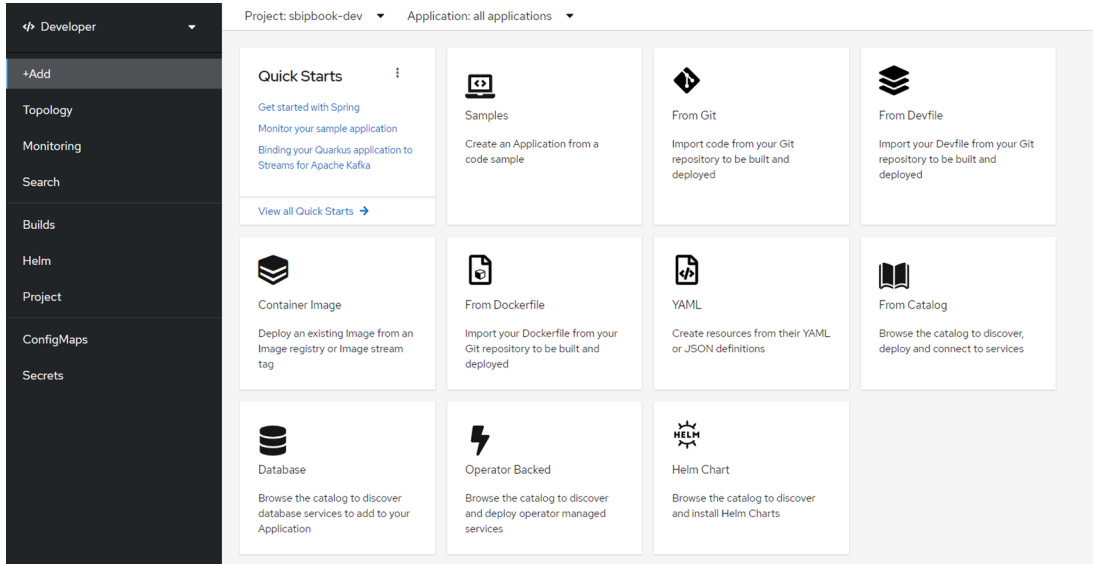 Developer
+Add
Topology
Monitoring
Search
Builds
Helm
Project
ConfigMaps
Secrets
Project: sbipbook-dev
Application: all applications
Quick Starts
Get started with Spring
Monitor your sample application
Binding your Quarkus application to
Streams for Apache Kafka
View all Quick Starts
Samples
Create an Application from a
code sample
From Git
Import code from your Git
repository to be built and
deployed
From Devfile
Import your Devfile from your Git
repository to be built and
deployed
Container Image
Deploy an existing Image from an
Image registry or Image stream
tag
From Dockerfile
Import your Dockerfile from your
Git repository to be built and
deployed
YAML
Create resources from their YAML
or JSON definitions
From Catalog
Browse the catalog to discover,
deploy and connect to services
Database
Browse the catalog to discover
database services to add to your
Application
Operator Backed
Browse the catalog to discover
and deploy operator managed
services
HELM
Helm Chart
Browse the catalog to discover
and install Helm Charts